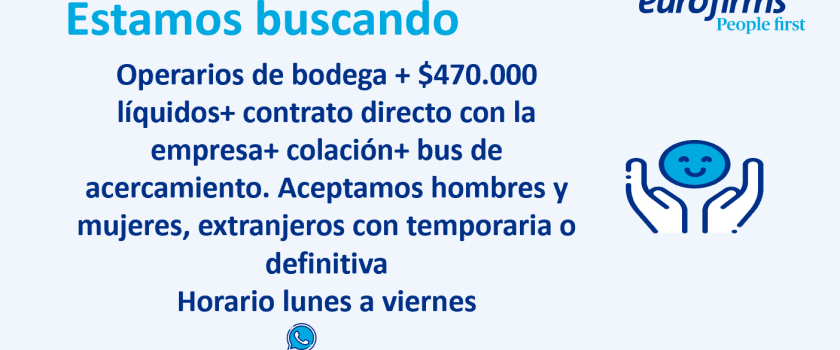 Estamos buscando
eurofirms
People first
Operarios de bodega + $470.000
líquidos+ contrato directo con la
empresa+ colación+ bus de
acercamiento. Aceptamos hombres y
mujeres, extranjeros con temporaria o
definitiva
Horario lunes a viernes